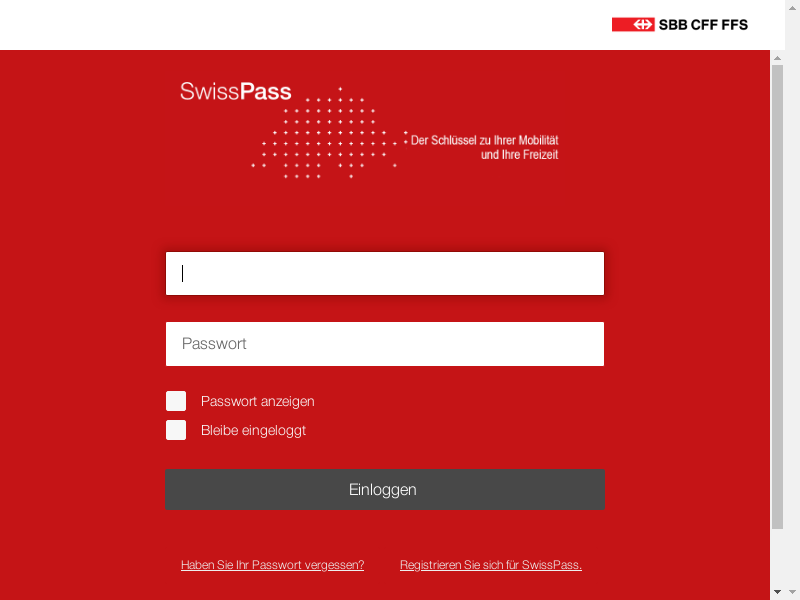 SBB CFF FFS
SwissPass
Der Schlüssel zu Ihrer Mobilität
und Ihre Freizeit
Passwort
Passwort anzeigen
Bleibe eingeloggt
Einloggen
Haben Sie Ihr Passwort vergessen? Registrieren Sie sich für SwissPass.